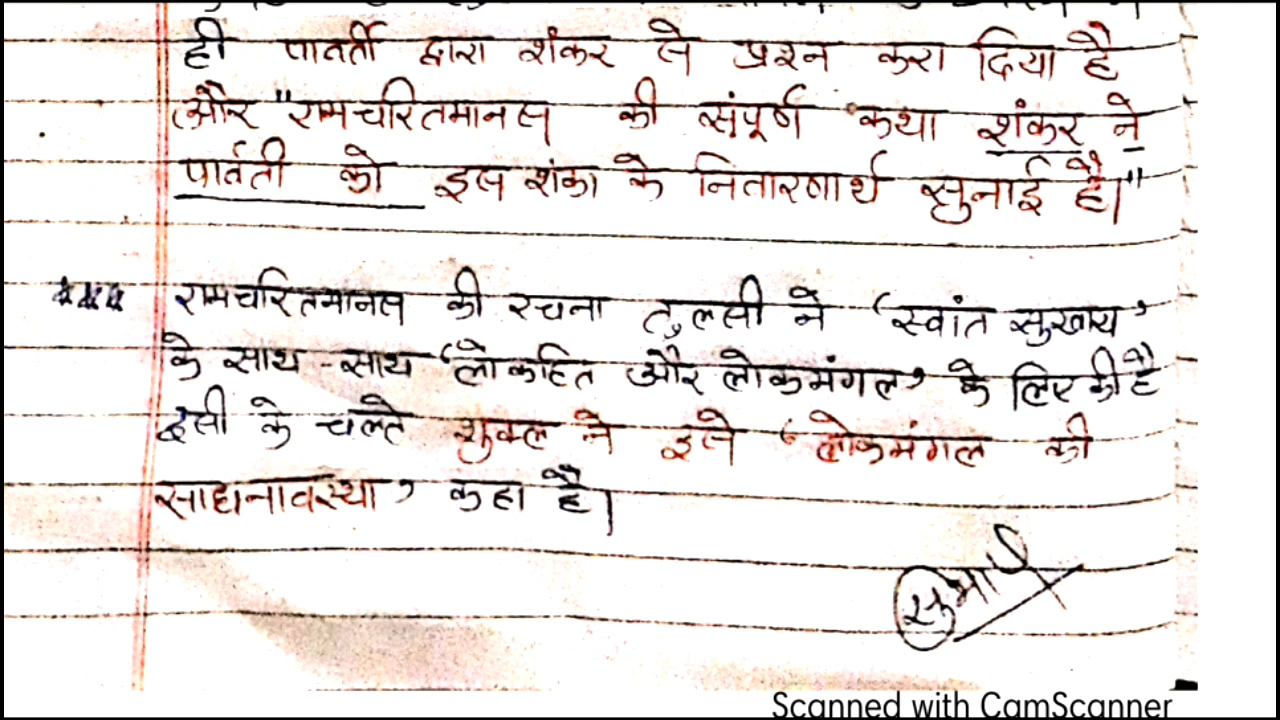 ही पार्वती द्वारा शंकर से प्रश्न करा दिया है
और "रामचरितमानस की संपूर्ण कथा शंकर ने
पार्वती को इस शंका के निवारणार्थ सुनाई है।"
*** रामचरितमानस की रचना तुलसी ने 'स्वांत सुखाय'
के साथ-साथ 'लोकहित और लोकमंगल' के लिए की है
इसी के चलते शुक्ल ने इसे 'लोकमंगल की
साधनावस्था' कहा है।
Scanned with CamScanner